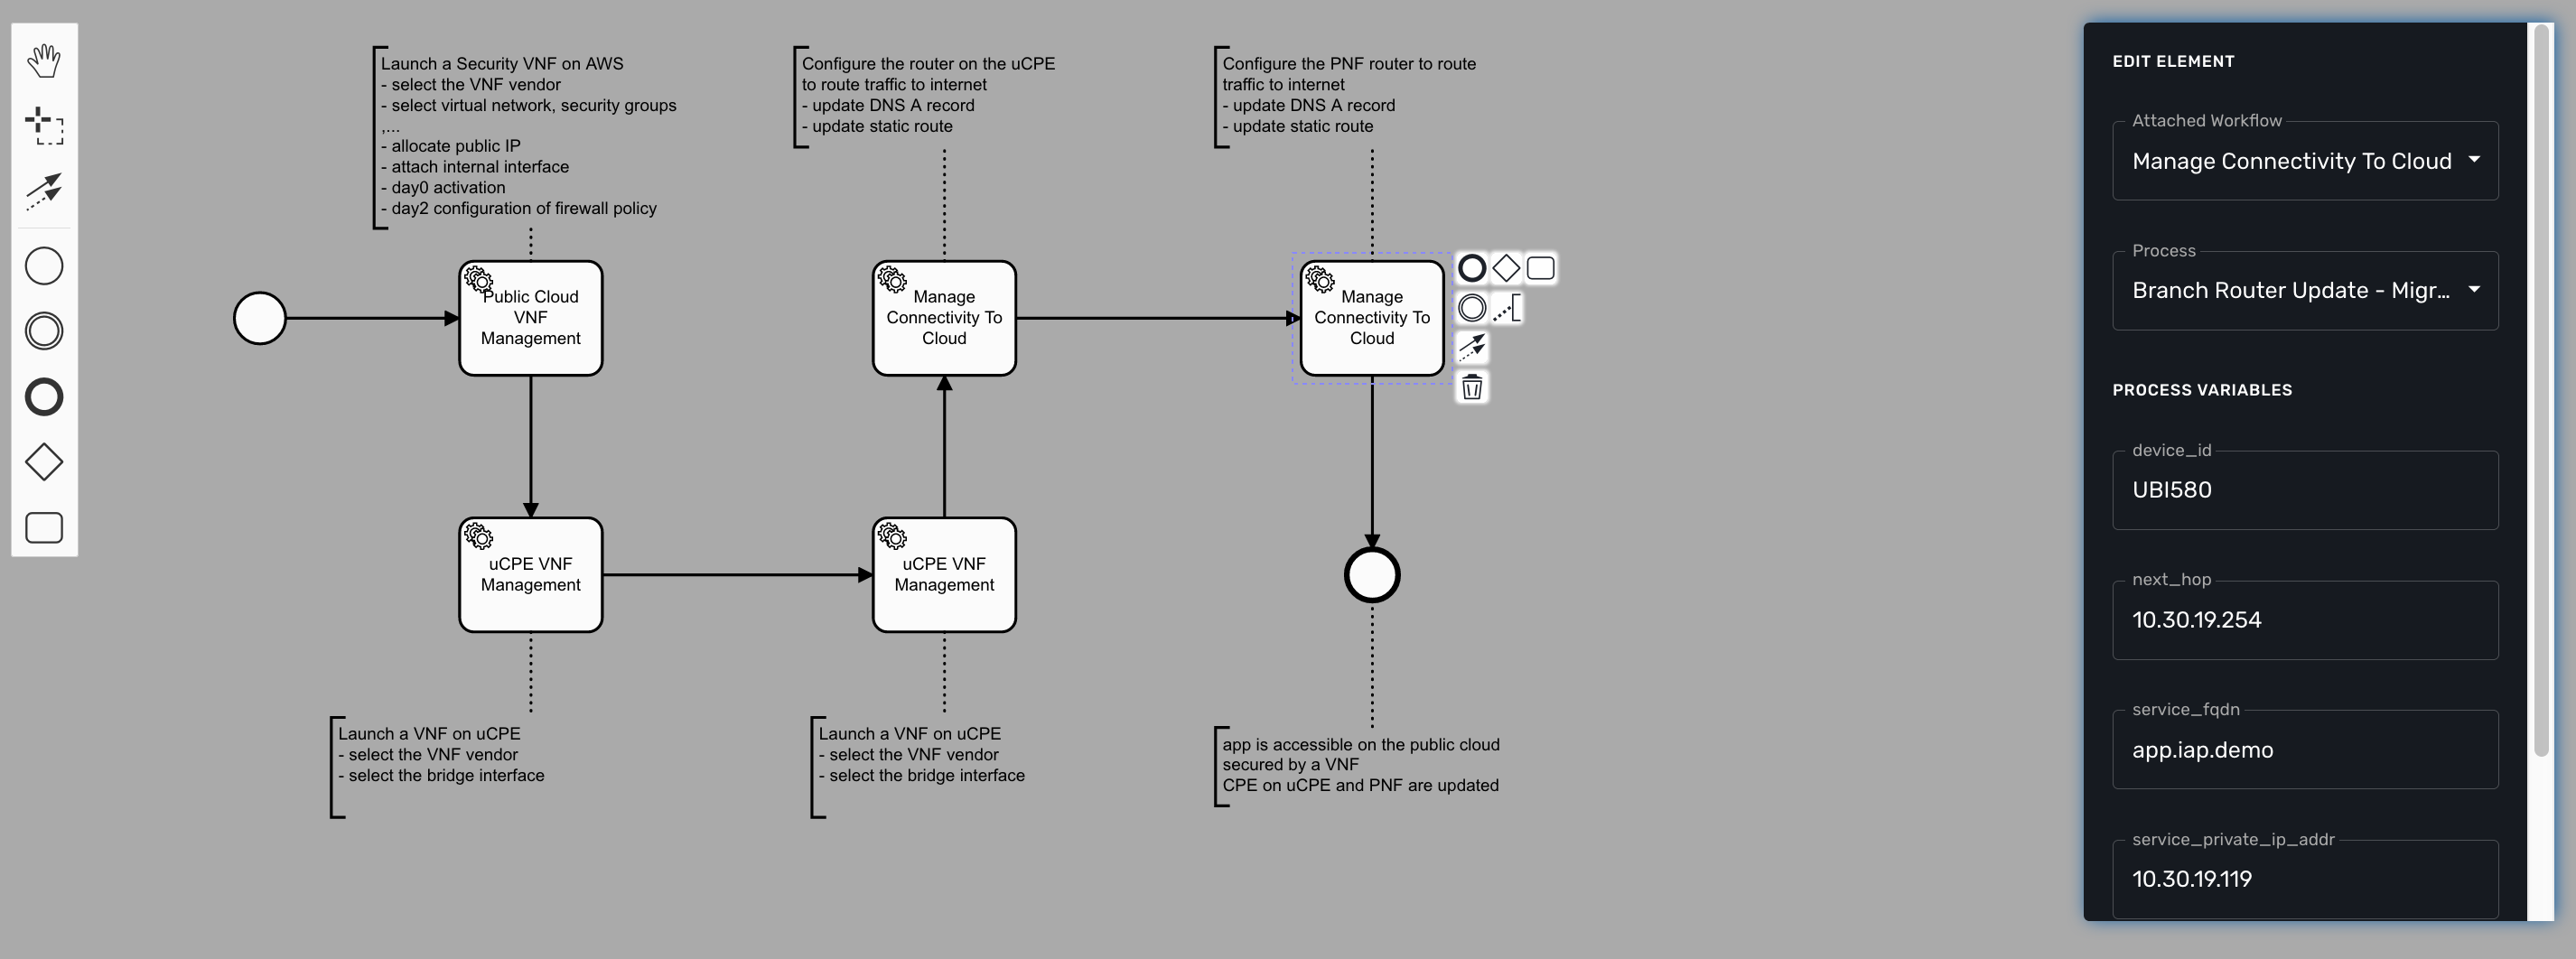 Launch a Security VNF on AWS
- select the VNF vendor
- select virtual network, security groups
,...
- allocate public IP
- attach internal interface
- day0 activation
- day2 configuration of firewall policy
Configure the router on the uCPE
to route traffic to internet
- update DNS A record
- update static route
Configure the PNF router to route
traffic to internet
- update DNS A record
- update static route
Public Cloud
VNF
Management
Manage
Connectivity To
Cloud
Manage
Connectivity To
Cloud
uCPE VNF
Management
uCPE VNF
Management
Launch a VNF on uCPE
- select the VNF vendor
- select the bridge interface
Launch a VNF on uCPE
- select the VNF vendor
- select the bridge interface
app is accessible on the public cloud
secured by a VNF
CPE on uCPE and PNF are updated
EDIT ELEMENT
Attached Workflow
Manage Connectivity To Cloud
Process
Branch Router Update - Migr...
PROCESS VARIABLES
device_id
UBI580
next_hop
10.30.19.254
service_fqdn
app.iap.demo
service_private_ip_addr
10.30.19.119